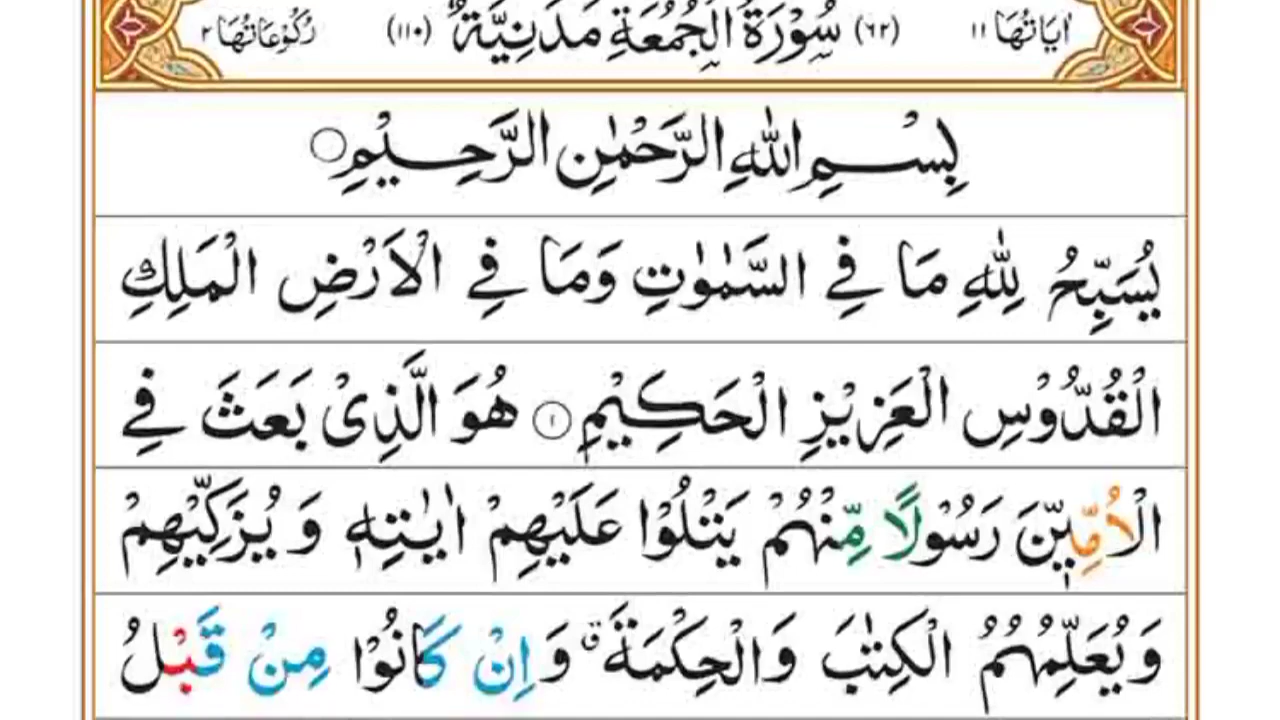 اٰيَاتُهَا ١١ (٦٢) سُوْرَةُ الْجُمُعَةِ مَدَنِيَّةٌ (١١٠) رُكُوْعَاتُهَا ٢
بِسْمِ اللّٰهِ الرَّحْمٰنِ الرَّحِيْمِ
يُسَبِّحُ لِلّٰهِ مَا فِي السَّمٰوٰتِ وَمَا فِي الْاَرْضِ الْمَلِكِ
الْقُدُّوْسِ الْعَزِيْزِ الْحَكِيْمِ ١ هُوَ الَّذِيْ بَعَثَ فِي
الْاُمِّيّٖنَ رَسُوْلًا مِّنْهُمْ يَتْلُوْا عَلَيْهِمْ اٰيٰتِهٖ وَ يُزَكِّيْهِمْ
وَيُعَلِّمُهُمُ الْكِتٰبَ وَالْحِكْمَةَ ۗ وَ اِنْ كَانُوْا مِنْ قَبْلُ